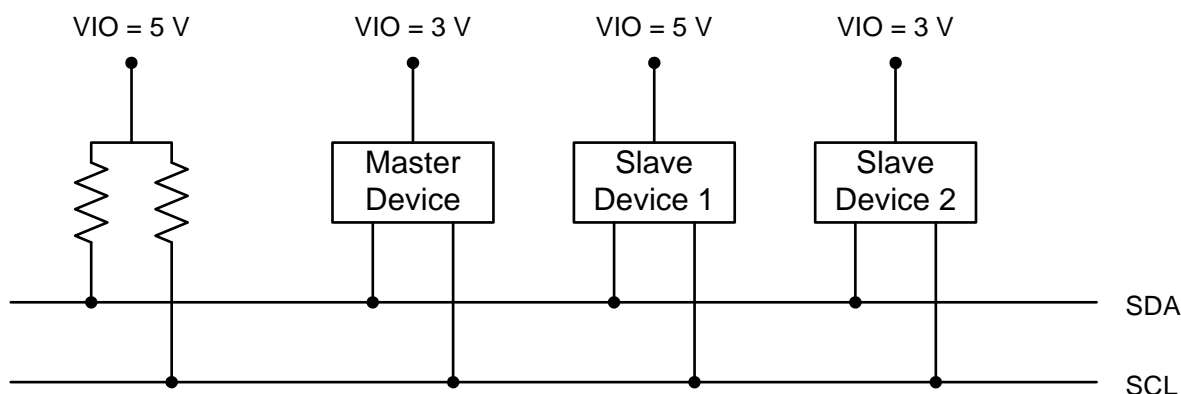 VIO = 5 V
VIO = 3 V
VIO = 5 V
VIO = 3 V
Master
Device
Slave
Device 1
Slave
Device 2
SDA
SCL